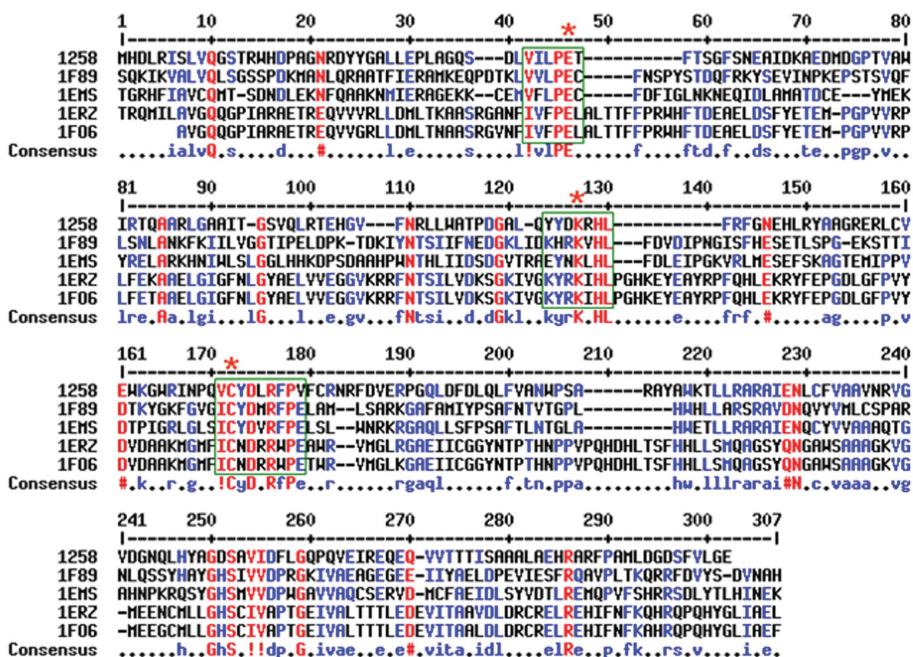 1 10 20 30 40 50 60 70 80
*
1258 MHDLRISLVQGSTRWHDPAGNRDYYGALLEPLAGQS---DLVILPET-------FTSGFSNEAIDKAEDMDGPTVAW
1F89 SQKIKVALVQLSGSSPDKMANLQRAATFIERAMKEQPDTKLVVLPEC-----FNSPYSTDQFRKYSEVINPKEPSTSVQF
1EMS TGRHFIAVCQMT-SDNDLEKNFQAAKNMIERAGEKK--CEMVFLPEC-----FDFIGLNKNEQIDLAMATDCE---YMEK
1ERZ TRQMILAVGQQGPIARAETREQVVVRLLDMLTKAASRGANFIVFPELALTTFFPRWHFTDEAELDSFYETEM-PGPVVRP
1FO6 AVGQQGPIARAETREQVVGRLLDMLTNAASRGVNFIVFPELALTTFFPRWHFTDEAELDSFYETEM-PGPVVRP
Consensus .....ialvQ.s....d....#......l.e....s....l!vlPE......f...ftd.f..ds...te..pgp.v..
81 90 100 110 120 130 140 150 160
*
1258 IRTQAARLGAAIT-GSVQLRTEHGV---FNRLLWATPDGAL-QYYDKRHL-------FRFGNEHLRYAAGRERLCV
1F89 LSNLANKFKIILVGGTIPELDPK-TDKIYNTSIIFNEDGKLIDKHRKVHL----FDVDIPNGISFHESETLSPG-EKSTTI
1EMS YRELARKHNIWLSLGGLHHKDPSDAAHPWNTHLIIDSDGVTRAEYNKLHL----FDLEIPGKVRLMESEFSKAGTEMIPPV
1ERZ LFEKAAELGIGFNLGYAELVVEGGVKRRFNTSILVDKSGKIVGKYRKIHLPGHKEYEAYRPFQHLEKRYFEPGDLGFPVY
1FO6 LFETAAELGIGFNLGYAELVVEGGVKRRFNTSILVDKSGKIVGKYRKIHLPGHKEYEAYRPFQHLEKRYFEPGDLGFPVY
Consensus lre.Aa.lgi...lG..l..e.gv...fNtsi.d.dGkl..kyrK.HL......e...frf.#......ag....p.v
161 170 180 190 200 210 220 230 240
*
1258 EWKGWRINPQVCYDLRFPVFCRNRFDVERPGQLDFDLQLFVANWPSA------RAYAWKTLLRARAIENLCFVAAVNRVG
1F89 DTKYGKFGVGICYDMRFPELAML--LSARKGAFAMIYPSAFNTVTGPL------HWHLLARSRAVDNQVYVMLCSPAR
1EMS DTPIGRLGLSICYDVRFPELSL--WNRKRGAQLLSFPSAFTLNTGLA------HWETLLRARAIENQCYVVAAAQTG
1ERZ DVDAAKMGMFICNDRRWPEAWR--VMGLRGAEIICGGYNTPTHNPPVPQHDHLTSFHHLLSMQAGSYQNGAWSAAAGKVG
1FO6 DVDAAKMGMFICNDRRWPETWR--VMGLKGAEIICGGYNTPTHNPPVPQHDHLTSFHHLLSMQAGSYQNGAWSAAAGKVG
Consensus #.k..r.g..!CyD.RfPe..r.......rgaql.....f.tn.ppa.......hw.lllrarai#N.c.vaaa.vg
241 250 260 270 280 290 300 307
1258 VDGNQLHYAGDSAVIDFLGQPQVEIREQEQ-VVTTTISAAALAEHRARFPAMLDGDSFVLGE
1F89 NLQSSYHAYGHSIVVDPRGKIVAEAGEGEE-IIYAELDPEVIESFRQAVPLTKQRRFDVYS-DVNAH
1EMS AHNPKRQSYGHSMVVDPWGAVVAQCSERVD-MCFAEIDLSYVDTLREMQPVFSHRRSDLYTLHINEK
1ERZ -MEENCMLLGHSCIVAPTGEIVALTTTLEDEVITAAVDLDRCRELREHIFNFKQHRQPQHYGLIAEL
1FO6 -MEEGCMLLGHSCIVAPTGEIVALTTTLEDEVITAALDLDRCRELREHIFNFKAHRQPQHYGLIAEF
Consensus .......h..GhS.!!dp.G.ivae..e.#.vita.idl....elRe..p.fk..rs.v....i.e.